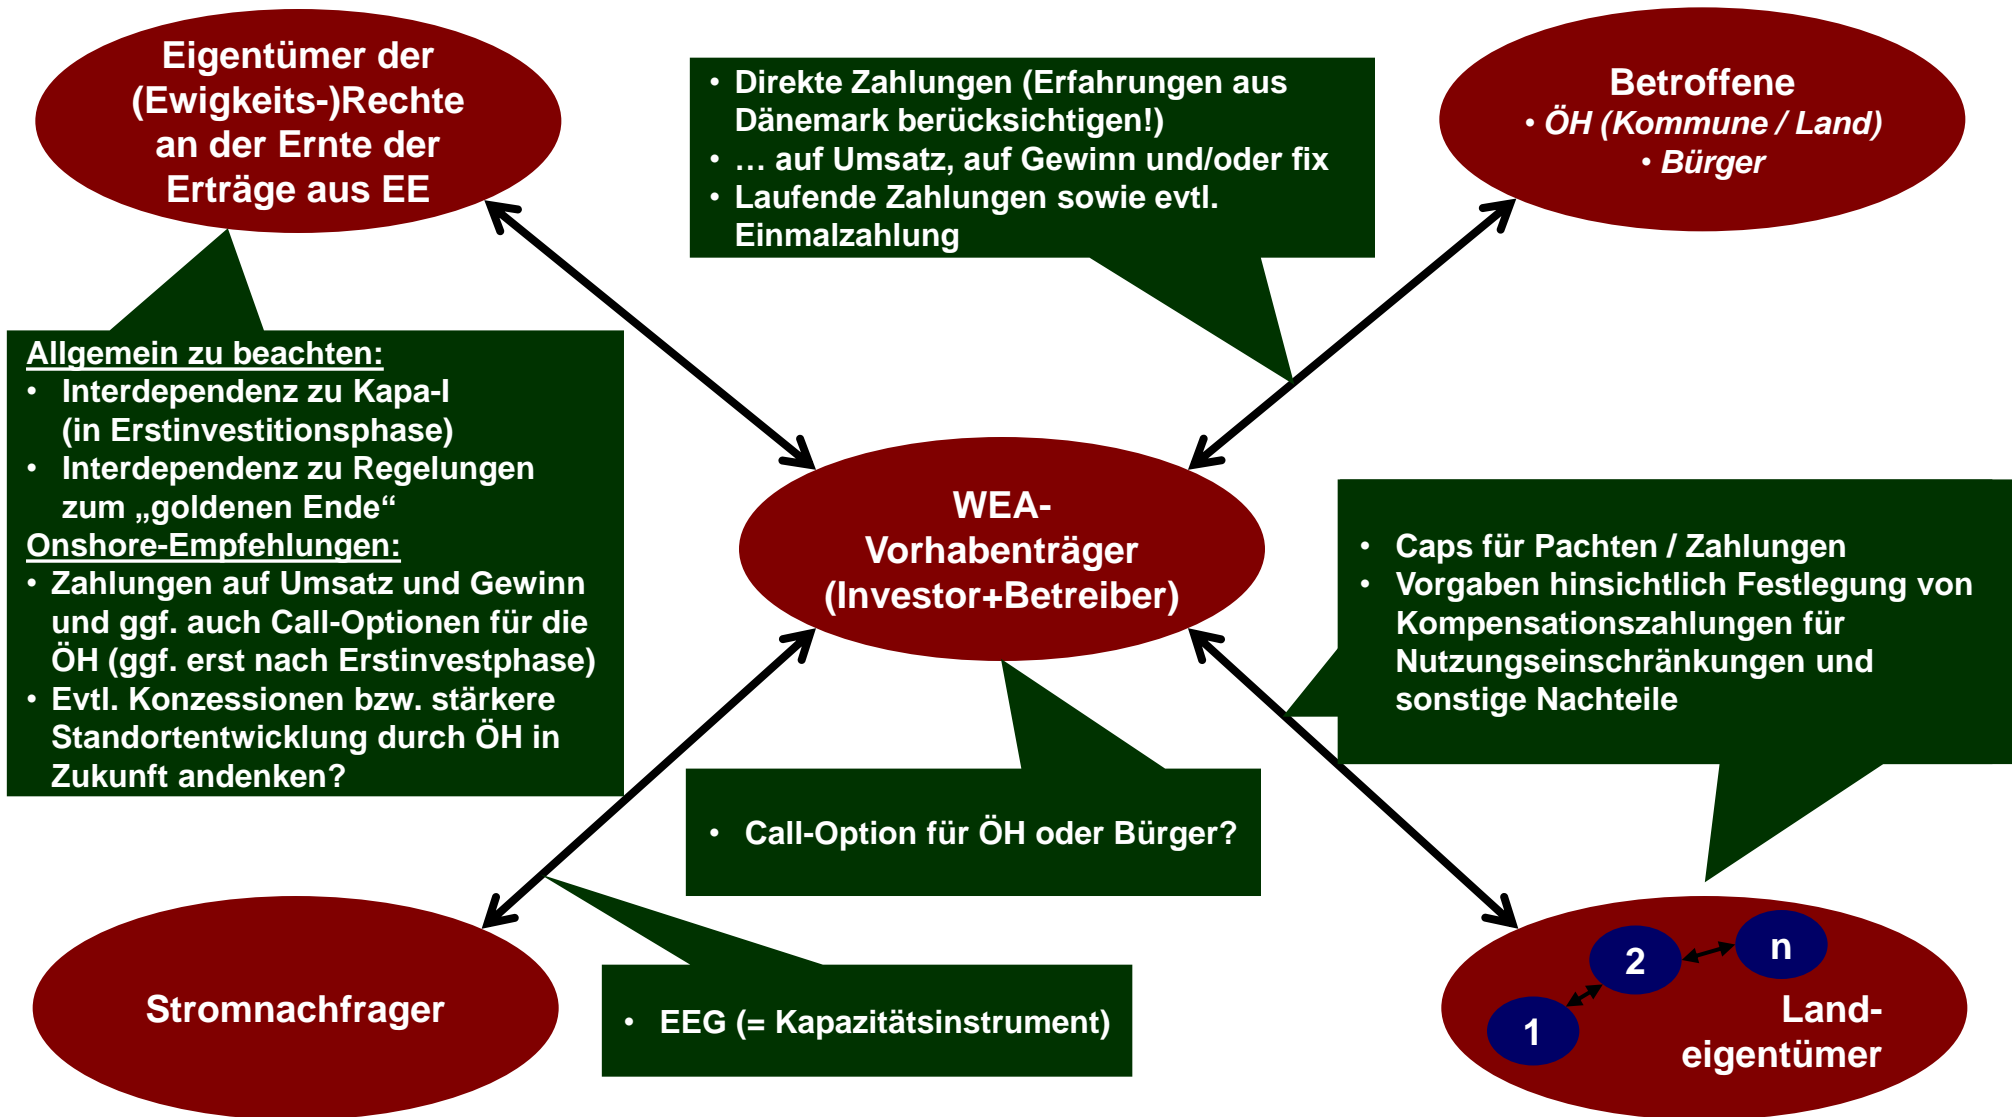 Eigentümer der
(Ewigkeits-)Rechte
an der Ernte der
Erträge aus EE
• Direkte Zahlungen (Erfahrungen aus
Dänemark berücksichtigen!)
• … auf Umsatz, auf Gewinn und/oder fix
• Laufende Zahlungen sowie evtl.
Einmalzahlung
Betroffene
• ÖH (Kommune / Land)
• Bürger
Allgemein zu beachten:
• Interdependenz zu Kapa-I
(in Erstinvestitionsphase)
• Interdependenz zu Regelungen
zum „goldenen Ende“
Onshore-Empfehlungen:
• Zahlungen auf Umsatz und Gewinn
und ggf. auch Call-Optionen für die
ÖH (ggf. erst nach Erstinvestphase)
• Evtl. Konzessionen bzw. stärkere
Standortentwicklung durch ÖH in
Zukunft andenken?
WEA-
Vorhabenträger
(Investor+Betreiber)
• Caps für Pachten / Zahlungen
• Vorgaben hinsichtlich Festlegung von
Kompensationszahlungen für
Nutzungseinschränkungen und
sonstige Nachteile
• Call-Option für ÖH oder Bürger?
Stromnachfrager
• EEG (= Kapazitätsinstrument)
1
2
n
Land-
eigentümer